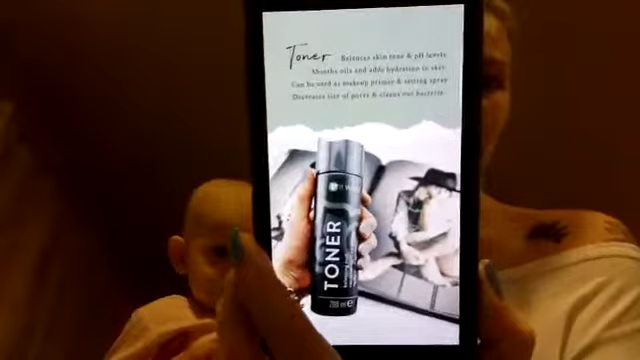 Toner Balances skin tone & pH levels
Absorbs oils and adds hydration to skin
Can be used as makeup primer & setting spray
Decreases size of pores & cleans out bacteria
TONER